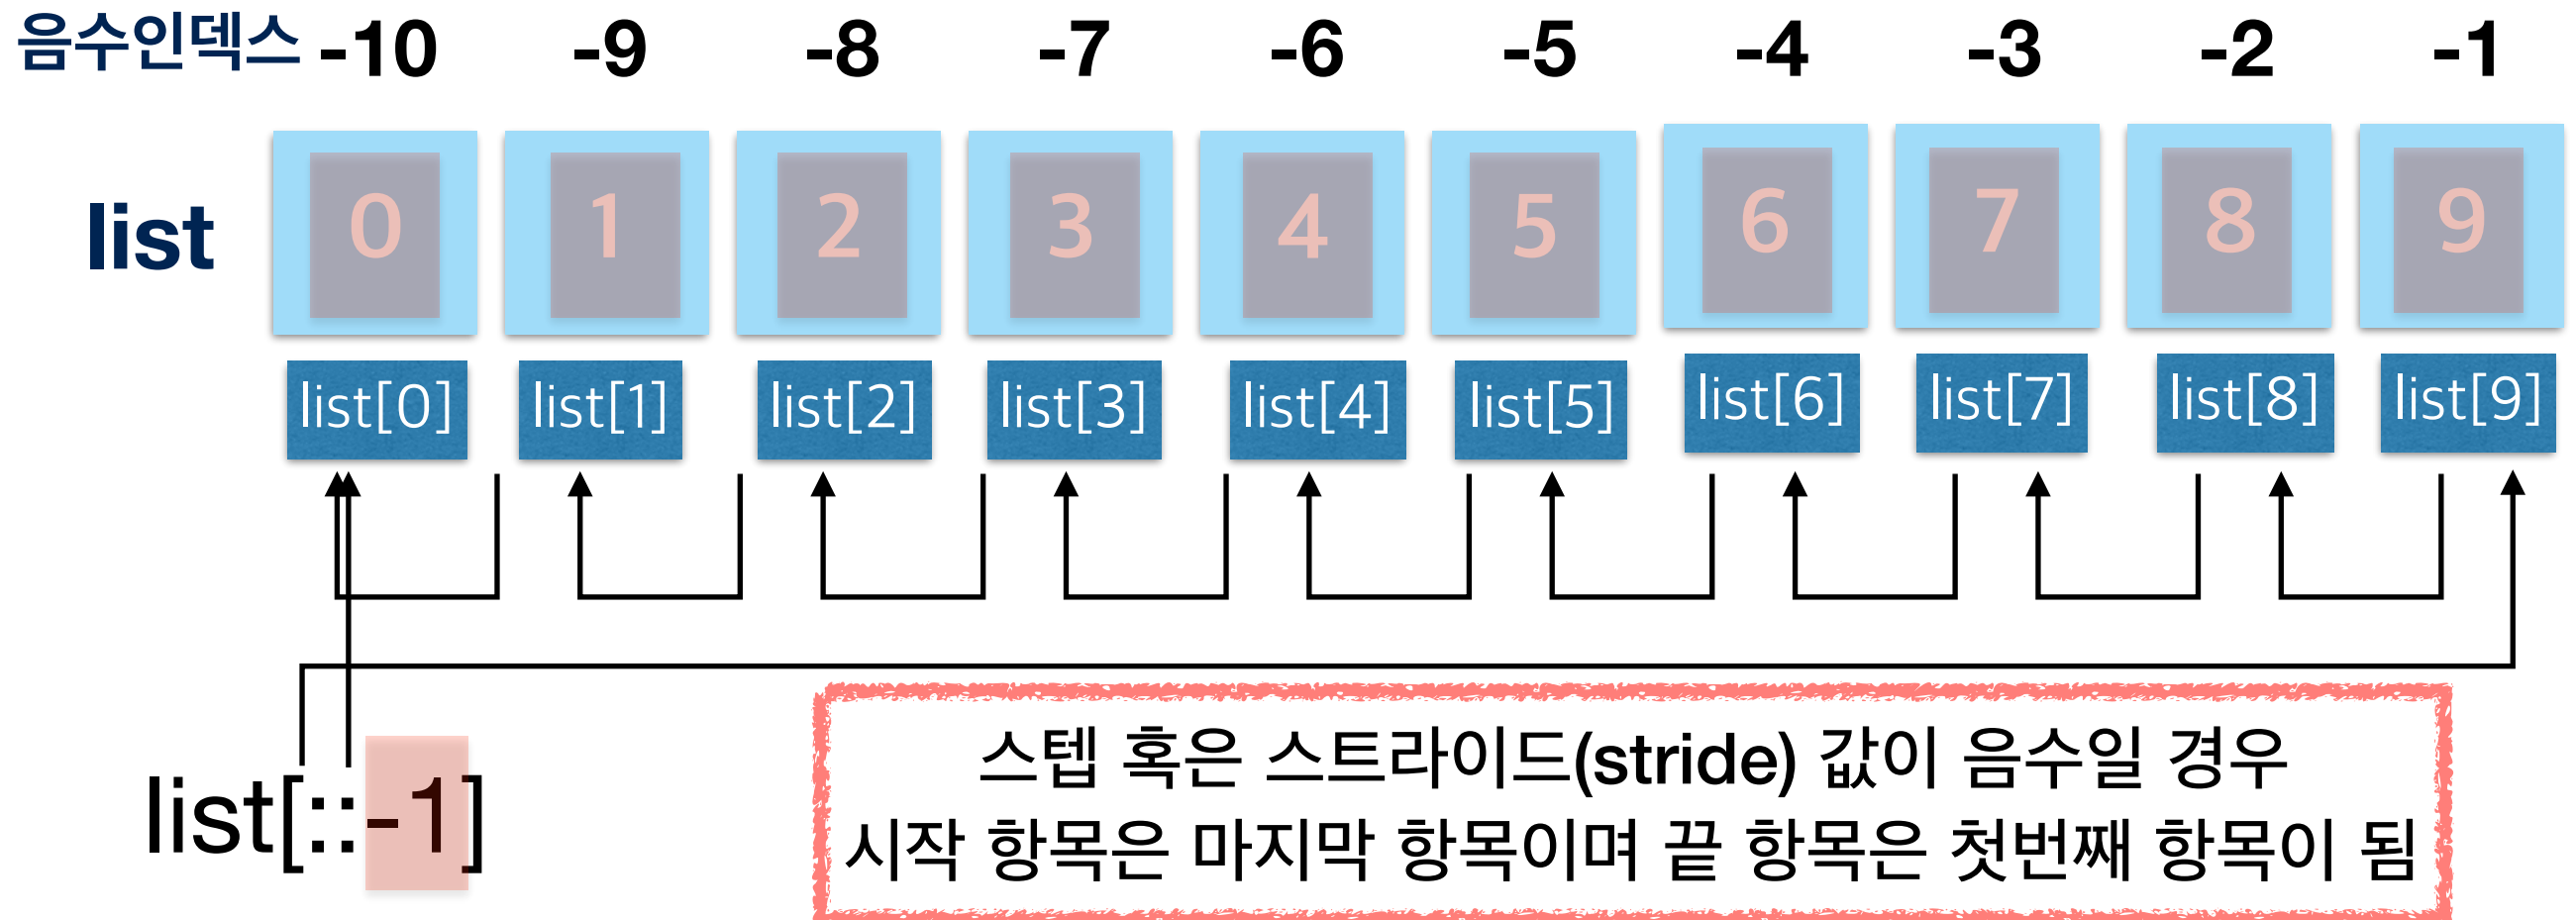 음수인덱스 -10 -9 -8 -7 -6 -5 -4 -3 -2 -1
list 0 1 2 3 4 5 6 7 8 9
list[0] list[1] list[2] list[3] list[4] list[5] list[6] list[7] list[8] list[9]
list[::-1]
스텝 혹은 스트라이드(stride) 값이 음수일 경우
시작 항목은 마지막 항목이며 끝 항목은 첫번째 항목이 됨